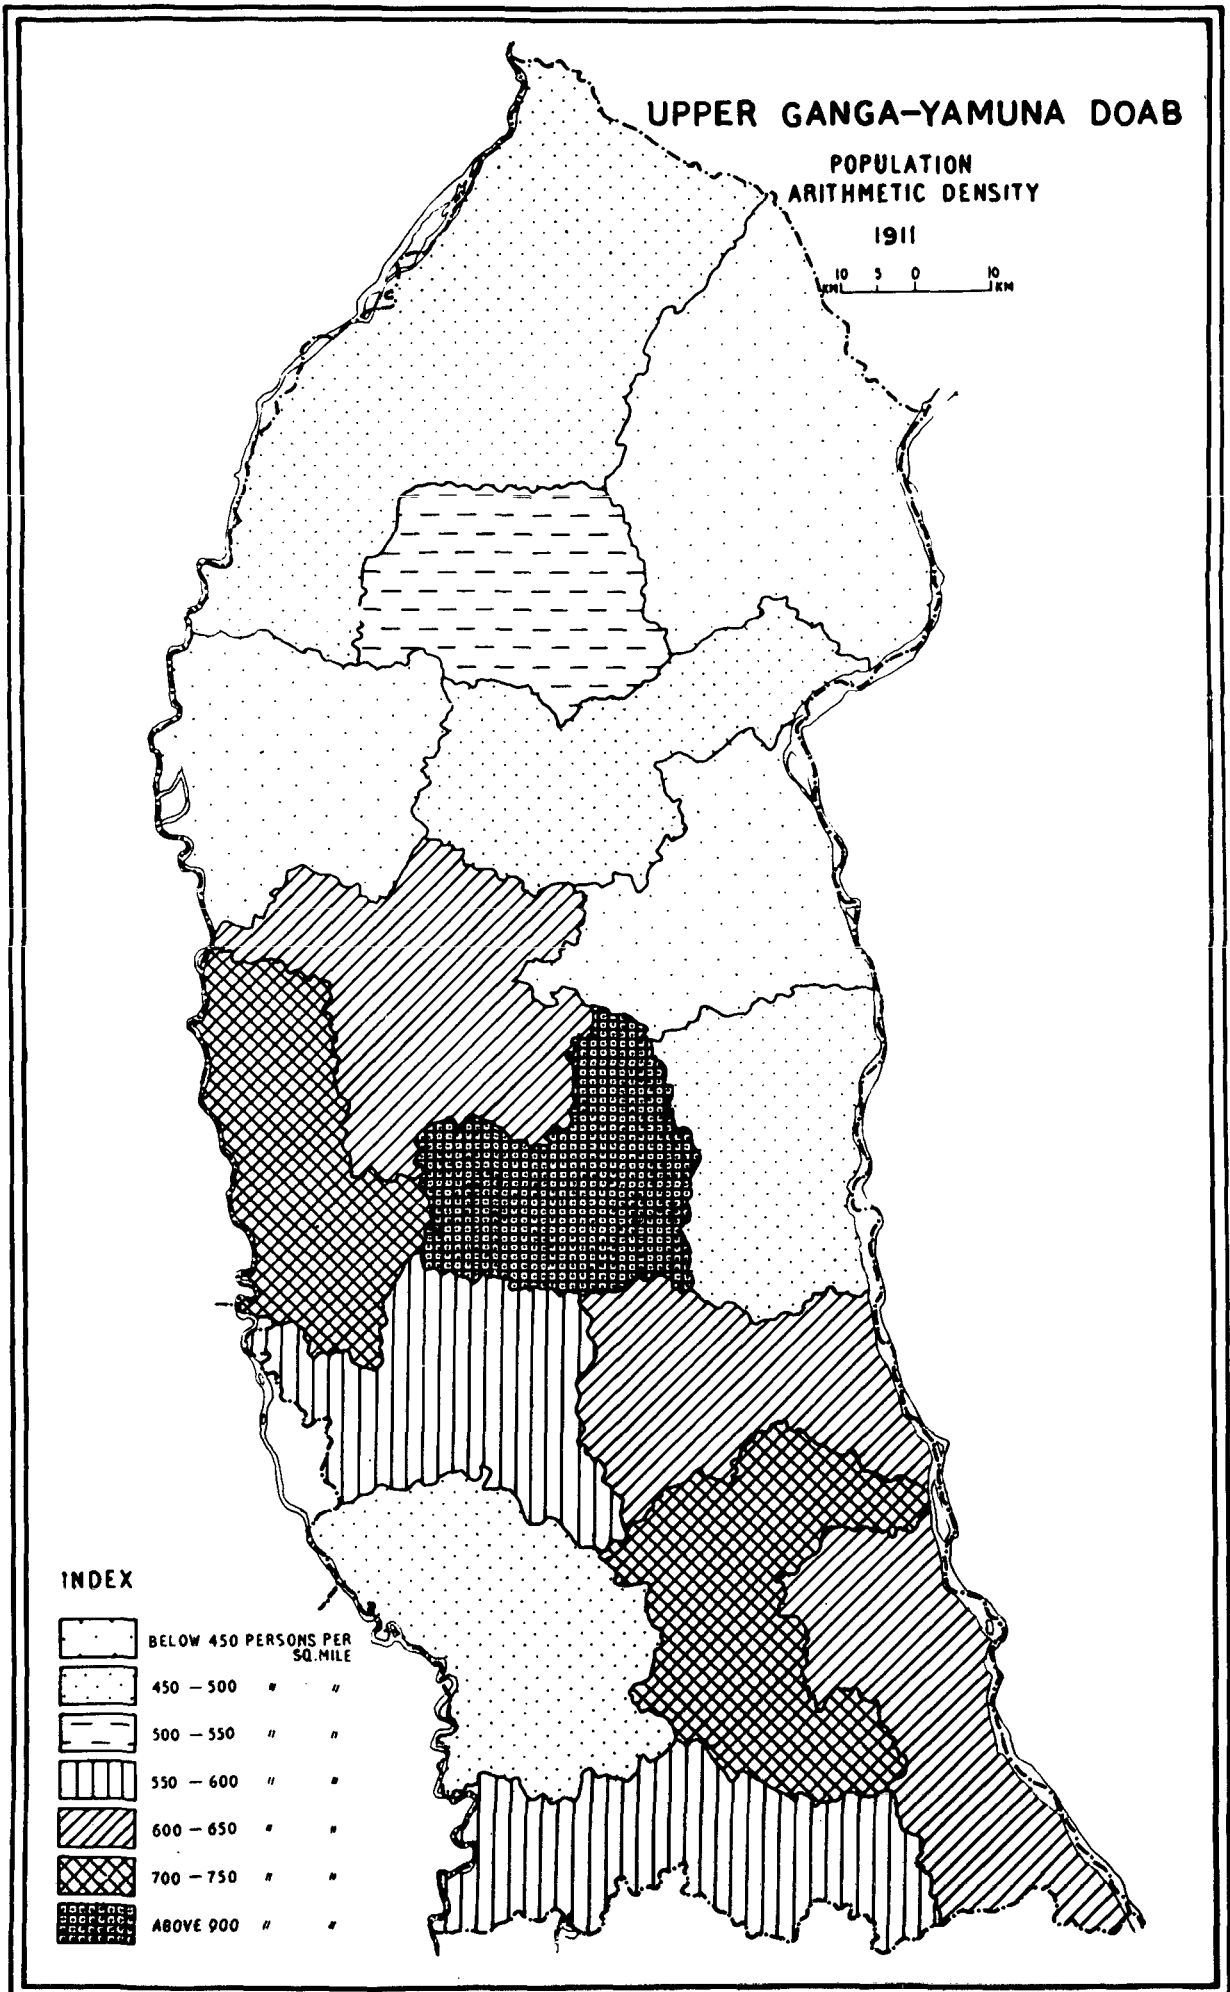 UPPER GANGA–YAMUNA DOAB
POPULATION
ARITHMETIC DENSITY
1911
10 5 0 10
KM KM
INDEX
BELOW 450 PERSONS PER
SQ.MILE
450 – 500 " "
500 – 550 " "
550 – 600 " "
600 – 650 " "
700 – 750 " "
ABOVE 900 " "